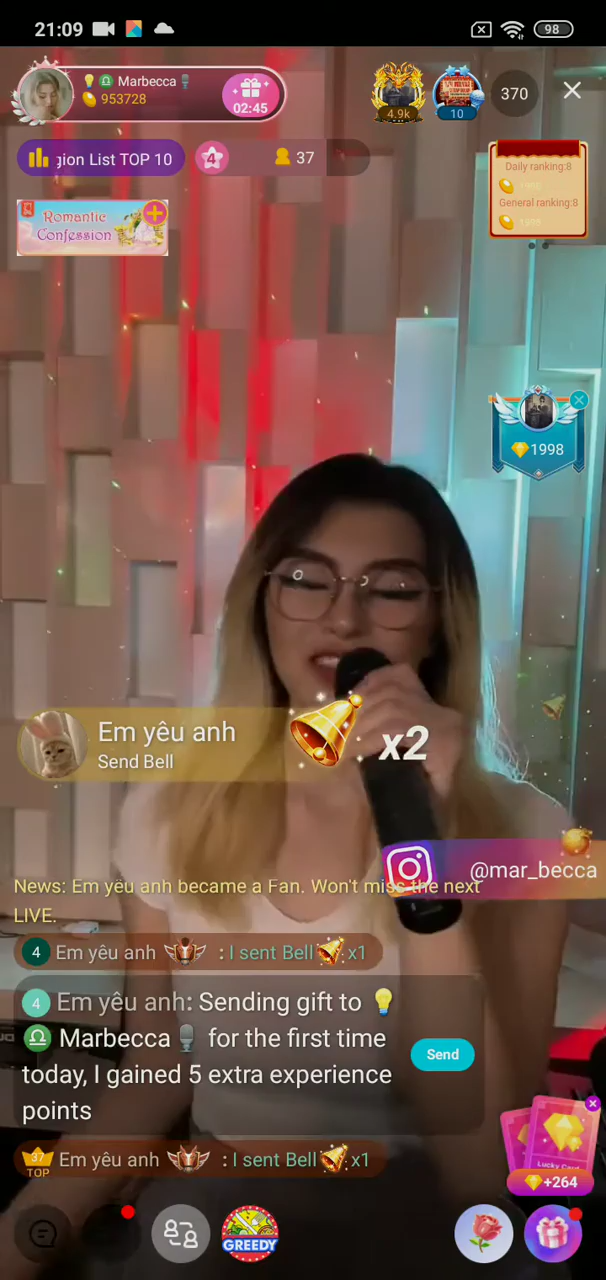 21:09
98
Marbecca
953728
02:45
4.9k
10
370
gion List TOP 10
4
37
Daily ranking:8
General ranking:8
Romantic
Confession
1998
Em yêu anh
Send Bell
x2
@mar_becca
News: Em yêu anh became a Fan. Won't miss the next
LIVE.
4 Em yêu anh : I sent Bell x1
4 Em yêu anh: Sending gift to
Marbecca for the first time
today, I gained 5 extra experience
points
Send
37
TOP
Em yêu anh : I sent Bell x1
Lucky Card
+264
GREEDY